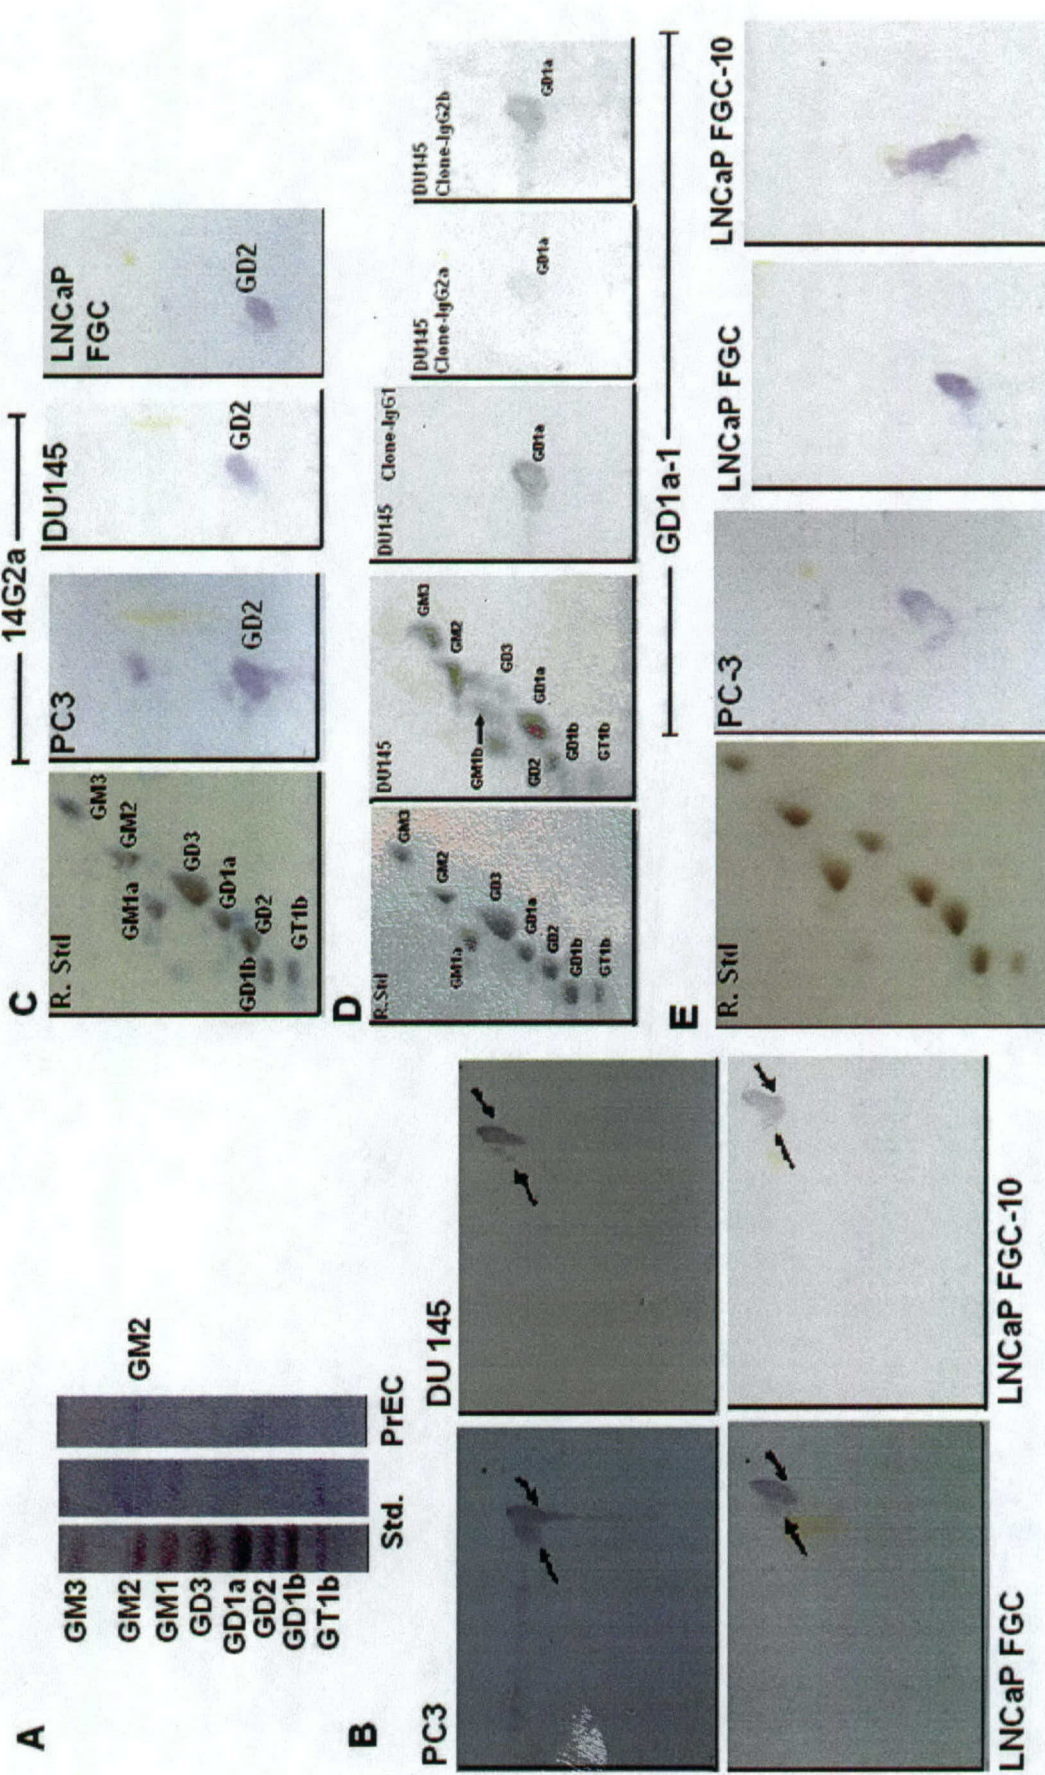 A
GM3
GM2
GM1
GD3
GD1a
GD2
GD1b
GT1b
GM2
Std.
PrEC
B
PC3
DU 145
LNCaP FGC
LNCaP FGC-10
C
14G2a
R. Std
GM3
GM2
GM1a
GD3
GD1a
GD2
GD1b
GT1b
PC3
GD2
DU145
GD2
LNCaP
FGC
GD2
D
R.Std
GM3
GM2
GM1a
GD3
GD1a
GD2
GD1b
GT1b
DU145
GM3
GM2
GD3
GM1b
GD1a
GD2
GD1b
GT1b
DU145 Clone-IgG1
GD1a
DU145
Clone-IgG2a
GD1a
DU145
Clone-IgG2b
GD1a
E
GD1a-1
R. Std
PC-3
LNCaP FGC
LNCaP FGC-10